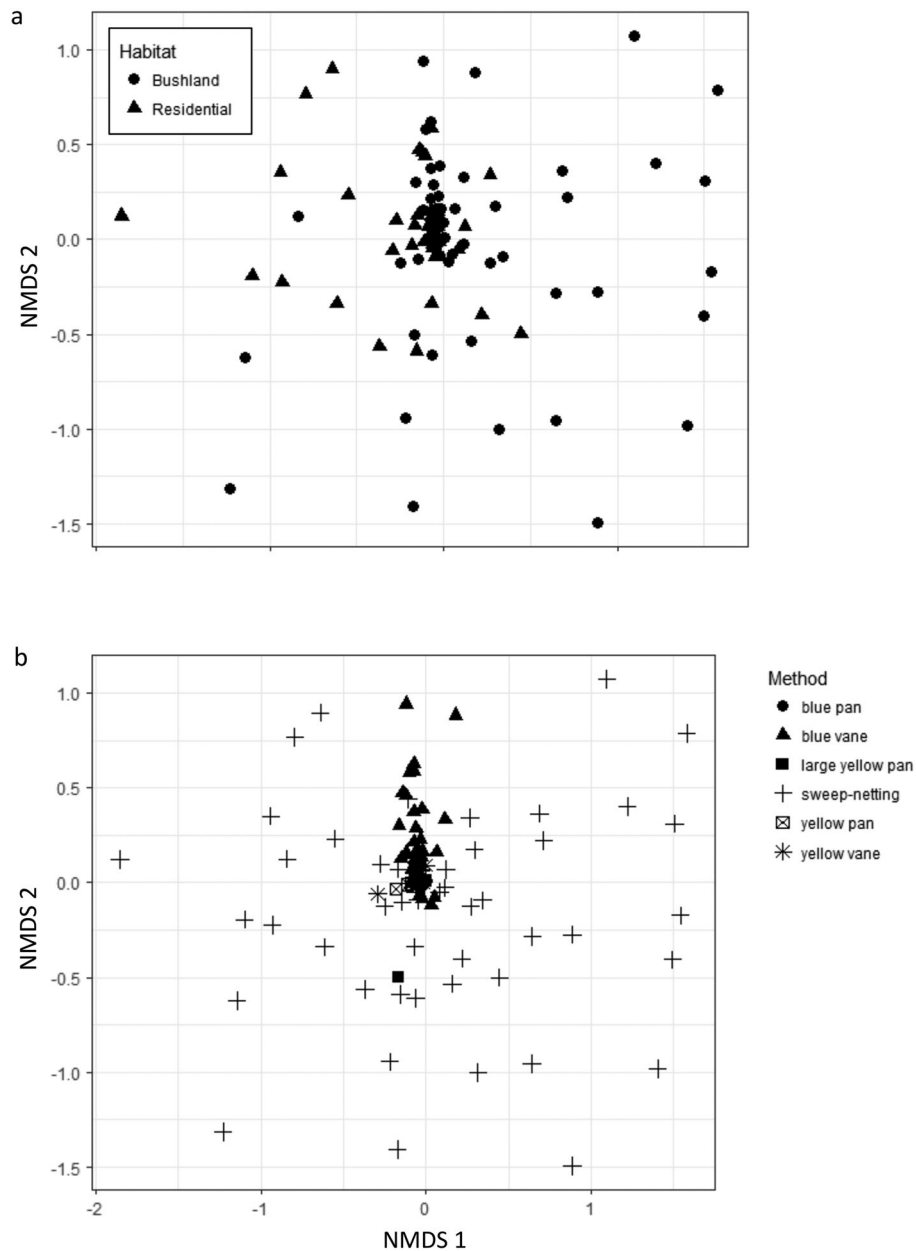 a
Habitat
Bushland
Residential
1.0
0.5
0.0
-0.5
-1.0
-1.5
NMDS 2
b
1.0
0.5
0.0
-0.5
-1.0
-1.5
NMDS 2
-2
-1
0
1
NMDS 1
Method
blue pan
blue vane
large yellow pan
sweep-netting
yellow pan
yellow vane